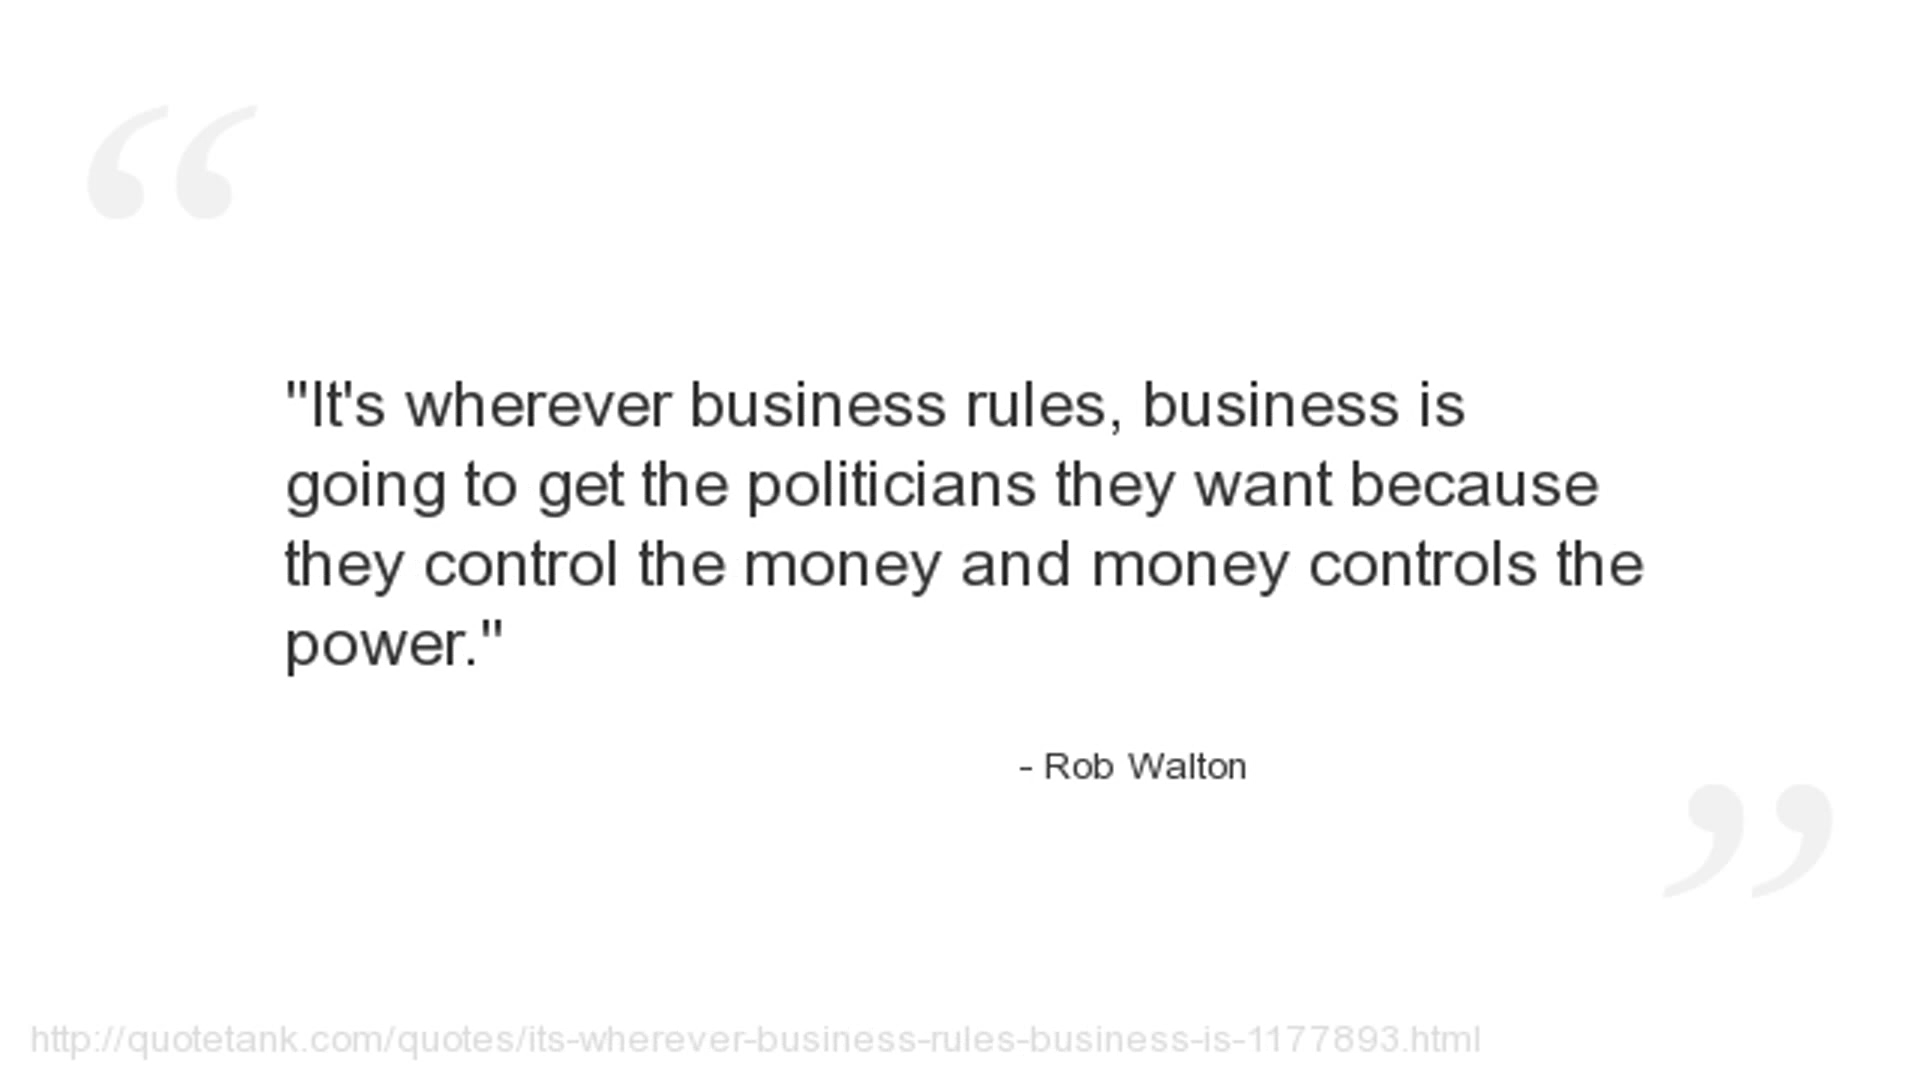 "It's wherever business rules, business is
going to get the politicians they want because
they control the money and money controls the
power."
- Rob Walton
http://quotetank.com/quotes/its-wherever-business-rules-business-is-1177893.html